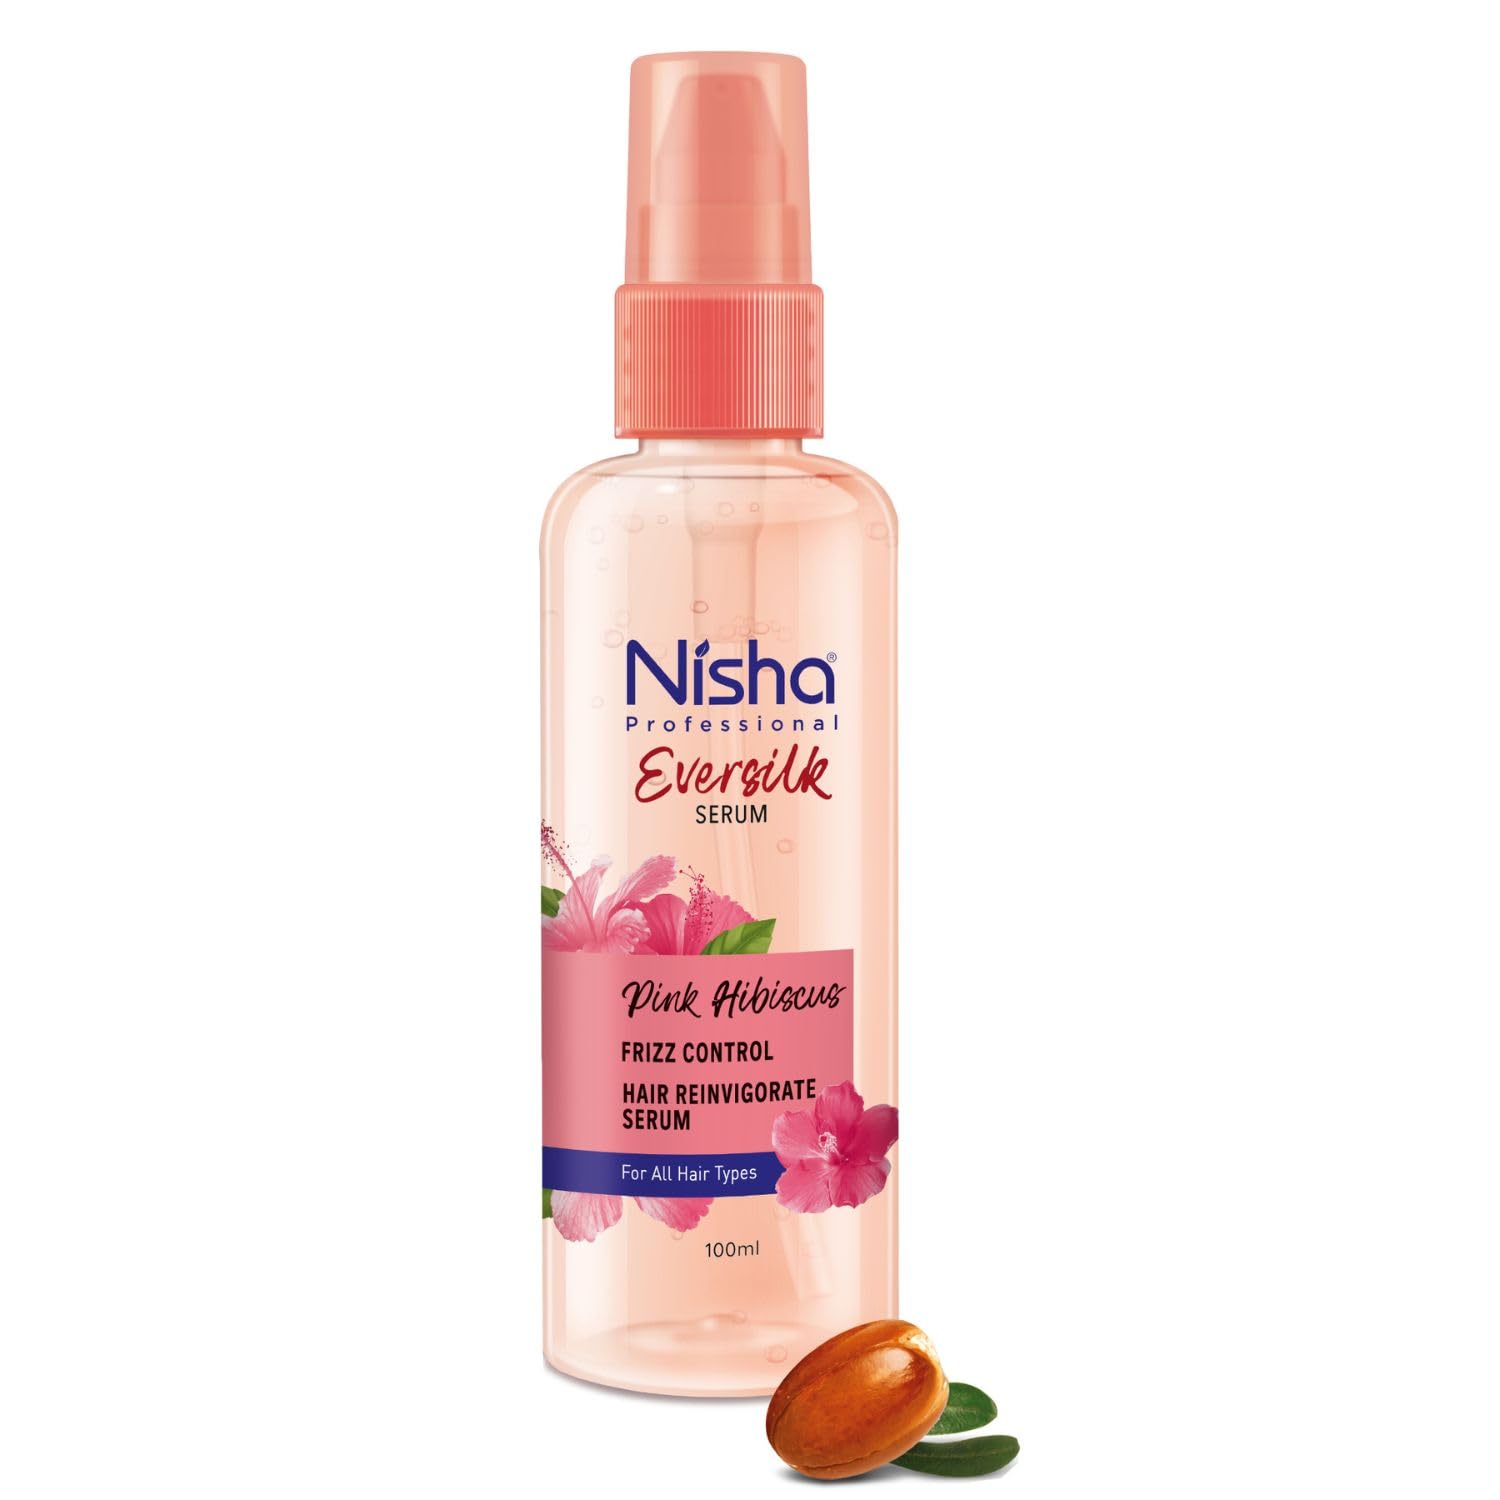 Nisha®
Professional
Eversilk
SERUM
Pink Hibiscus
FRIZZ CONTROL
HAIR REINVIGORATE
SERUM
For All Hair Types
100ml